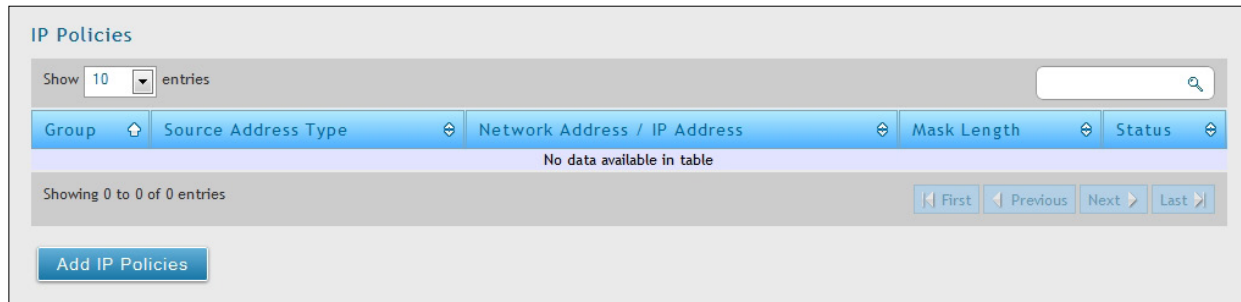 IP Policies
Show 10 entries
Group Source Address Type Network Address / IP Address Mask Length Status
No data available in table
Showing 0 to 0 of 0 entries First Previous Next Last
Add IP Policies